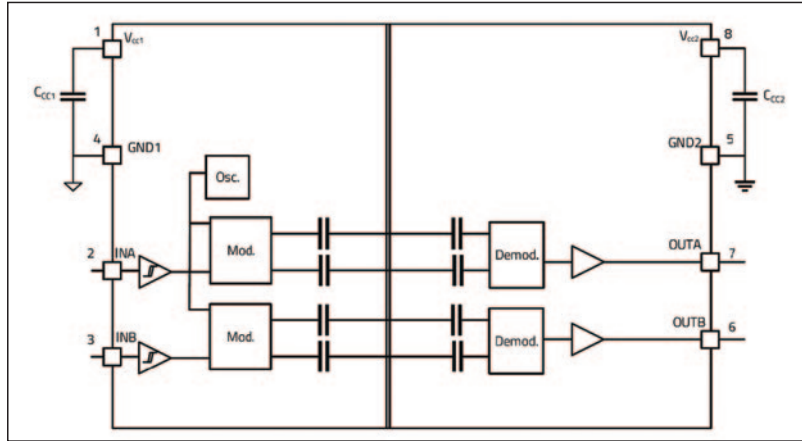 1 Vcc1
Vcc2 8
CCC1
CCC2
4 GND1
GND2 5
Osc.
2 INA
Mod.
Demod.
OUTA 7
3 INB
Mod.
Demod.
OUTB 6